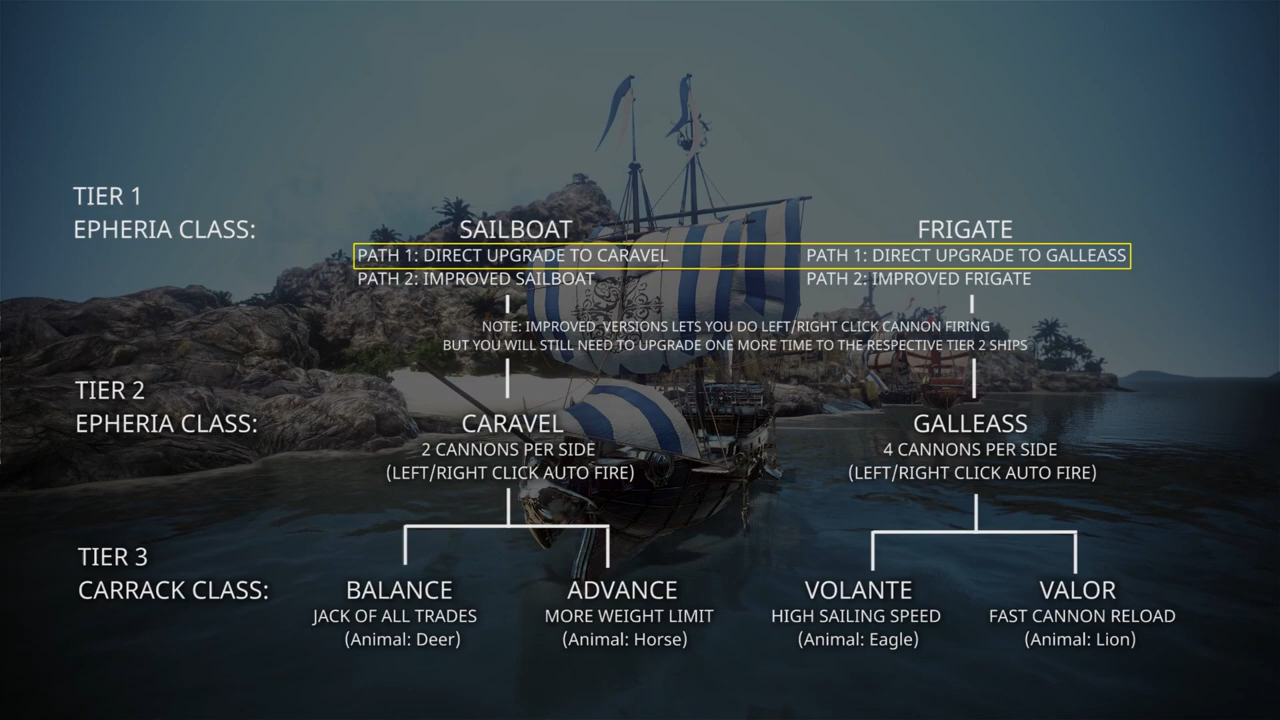 TIER 1
EPHERIA CLASS:
SAILBOAT
PATH 1: DIRECT UPGRADE TO CARAVEL
PATH 2: IMPROVED SAILBOAT
FRIGATE
PATH 1: DIRECT UPGRADE TO GALLEASS
PATH 2: IMPROVED FRIGATE
NOTE: IMPROVED VERSIONS LETS YOU DO LEFT/RIGHT CLICK CANNON FIRING
BUT YOU WILL STILL NEED TO UPGRADE ONE MORE TIME TO THE RESPECTIVE TIER 2 SHIPS
TIER 2
EPHERIA CLASS:
CARAVEL
2 CANNONS PER SIDE
(LEFT/RIGHT CLICK AUTO FIRE)
GALLEASS
4 CANNONS PER SIDE
(LEFT/RIGHT CLICK AUTO FIRE)
TIER 3
CARRACK CLASS:
BALANCE
JACK OF ALL TRADES
(Animal: Deer)
ADVANCE
MORE WEIGHT LIMIT
(Animal: Horse)
VOLANTE
HIGH SAILING SPEED
(Animal: Eagle)
VALOR
FAST CANNON RELOAD
(Animal: Lion)